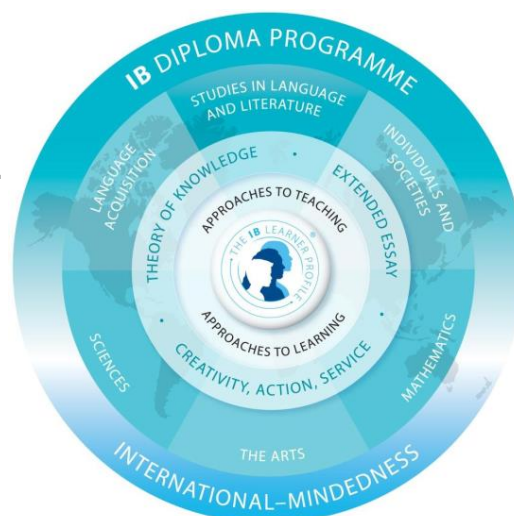 IB DIPLOMA PROGRAMME
STUDIES IN LANGUAGE
AND LITERATURE
LANGUAGE
ACQUISITION
INDIVIDUALS AND
SOCIETIES
THEORY OF KNOWLEDGE
·
EXTENDED ESSAY
·
CREATIVITY, ACTION, SERVICE
·
APPROACHES TO TEACHING
· THE IB LEARNER PROFILE ·
®
APPROACHES TO LEARNING
SCIENCES
MATHEMATICS
THE ARTS
INTERNATIONAL–MINDEDNESS